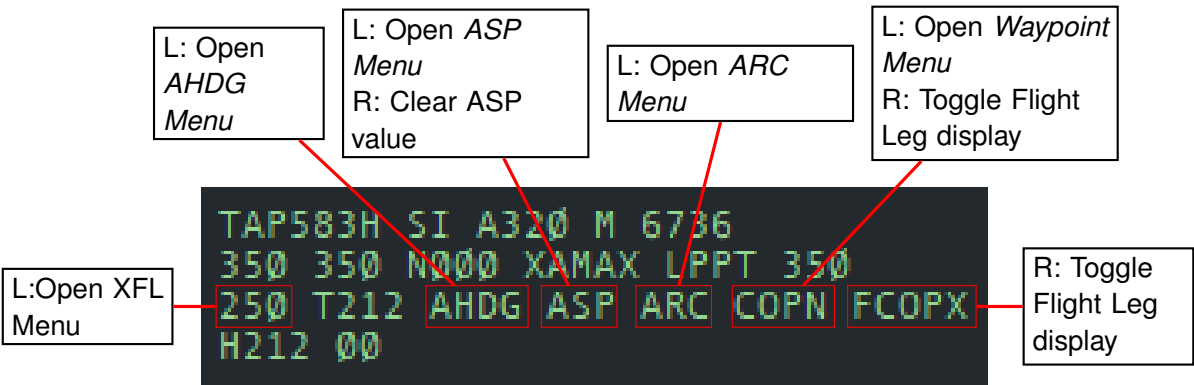 L: Open
AHDG
Menu
L: Open ASP
Menu
R: Clear ASP
value
L: Open ARC
Menu
L: Open Waypoint
Menu
R: Toggle Flight
Leg display
TAP583H SI A320 M 6736
350 350 N000 XAMAX LPPT 350
250 T212 AHDG ASP ARC COPN FCOPX
H212 00
L:Open XFL
Menu
R: Toggle
Flight Leg
display